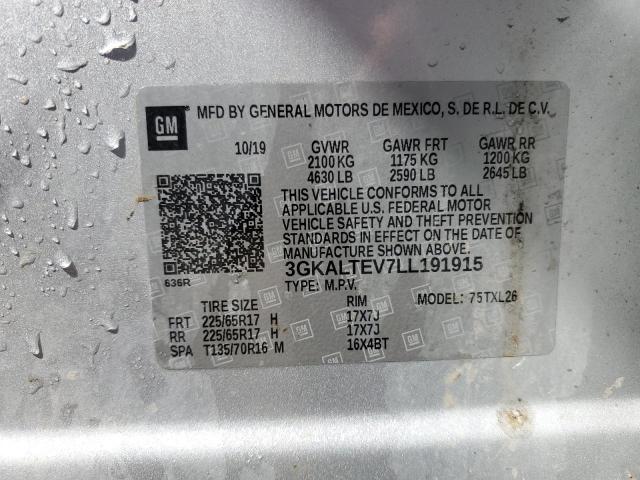 GM MFD BY GENERAL MOTORS DE MEXICO, S. DE R.L. DE C.V.
10/19 GVWR GAWR FRT GAWR RR
2100 KG 1175 KG 1200 KG
4630 LB 2590 LB 2645 LB
THIS VEHICLE CONFORMS TO ALL
APPLICABLE U.S. FEDERAL MOTOR
VEHICLE SAFETY AND THEFT PREVENTION
STANDARDS IN EFFECT ON THE DATE OF
MANUFACTURE SHOWN ABOVE.
636R 3GKALTEV7LL191915
TYPE: M.P.V. MODEL: 75TXL26
TIRE SIZE RIM
FRT 225/65R17 H 17X7J
RR 225/65R17 H 17X7J
SPA T135/70R16 M 16X4BT